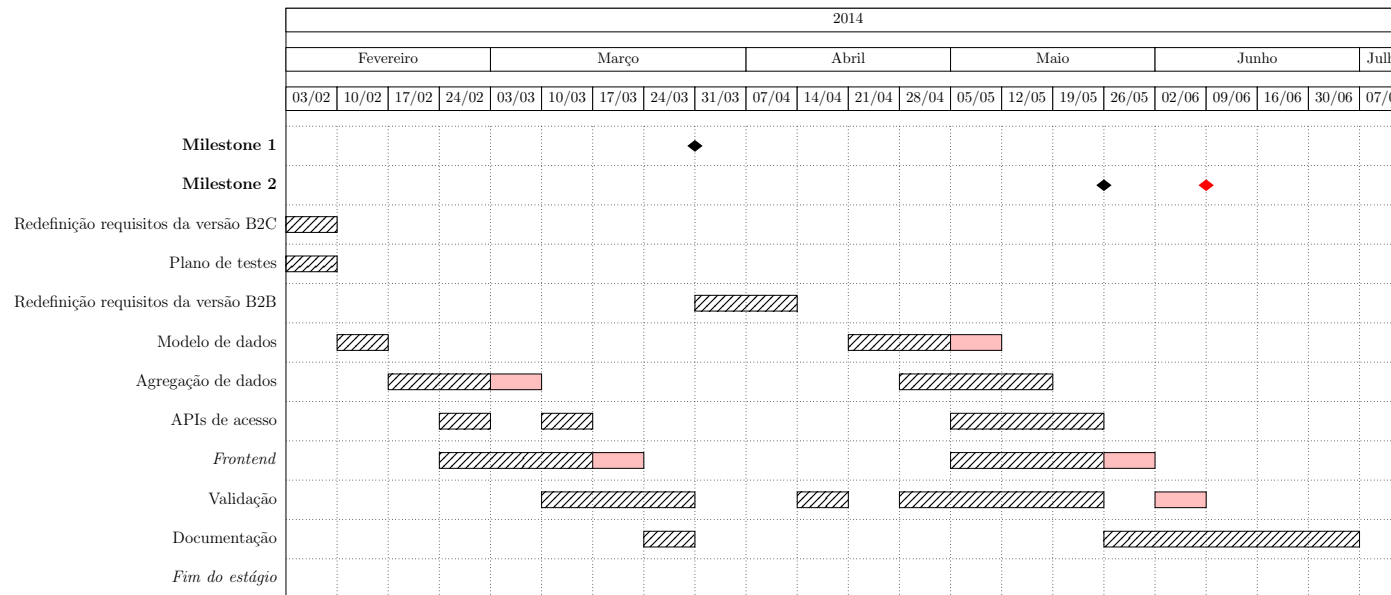 2014
Fevereiro Março Abril Maio Junho Jul
03/02 10/02 17/02 24/02 03/03 10/03 17/03 24/03 31/03 07/04 14/04 21/04 28/04 05/05 12/05 19/05 26/05 02/06 09/06 16/06 30/06 07/0
Milestone 1
Milestone 2
Redefinição requisitos da versão B2C
Plano de testes
Redefinição requisitos da versão B2B
Modelo de dados
Agregação de dados
APIs de acesso
Frontend
Validação
Documentação
Fim do estágio